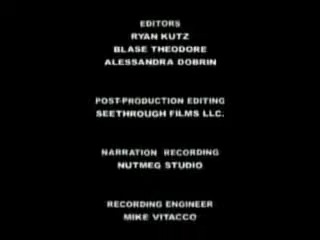 EDITORS
RYAN KUTZ
BLASE THEODORE
ALESSANDRA DOBRIN
POST-PRODUCTION EDITING
SEETHROUGH FILMS LLC.
NARRATION RECORDING
NUTMEG STUDIO
RECORDING ENGINEER
MIKE VITACCO